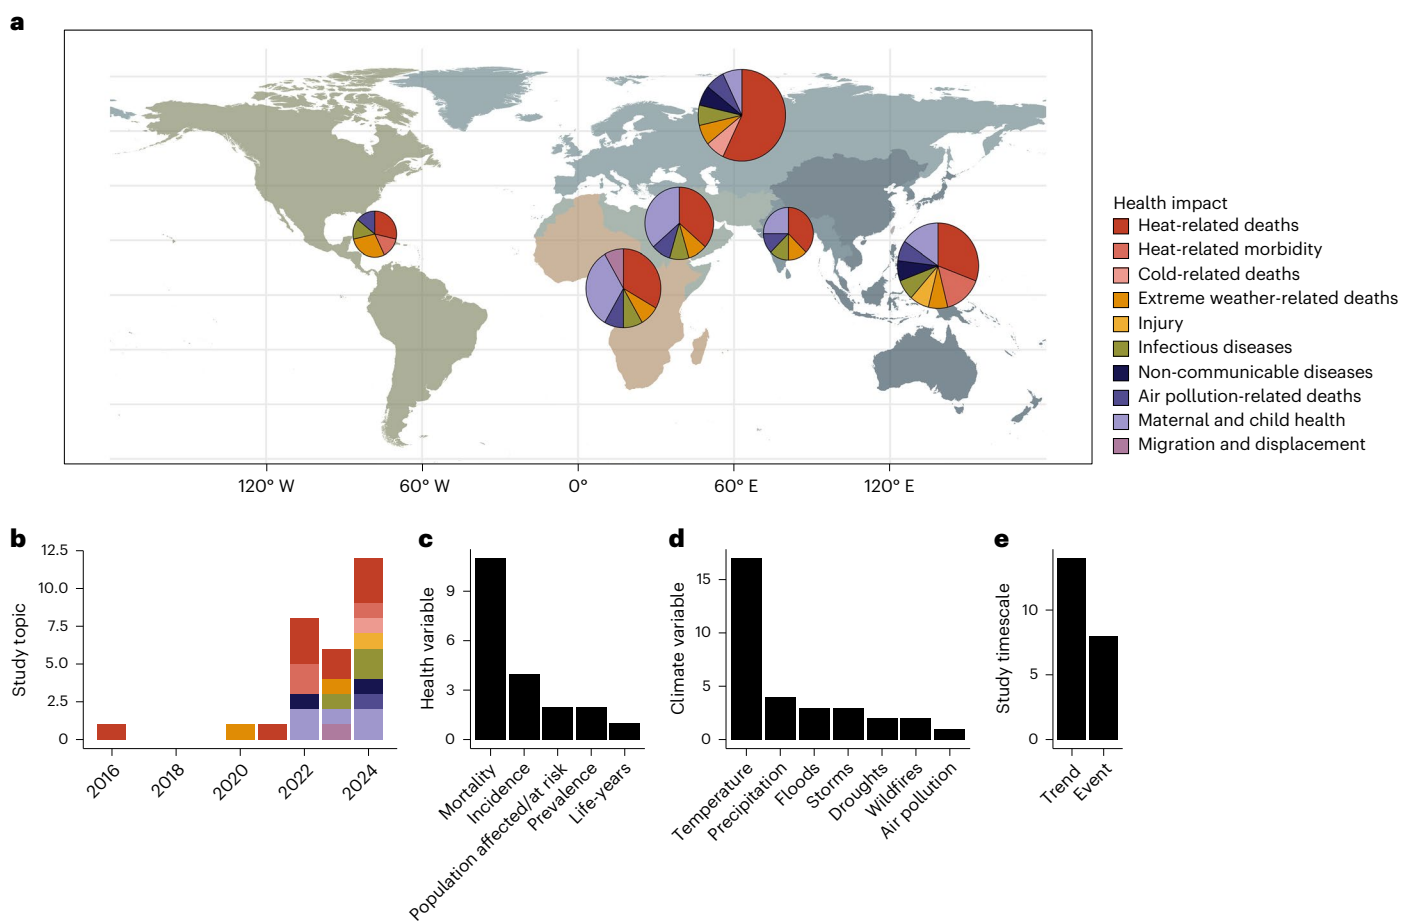 a
Health impact
Heat-related deaths
Heat-related morbidity
Cold-related deaths
Extreme weather-related deaths
Injury
Infectious diseases
Non-communicable diseases
Air pollution-related deaths
Maternal and child health
Migration and displacement
120° W
60° W
0°
60° E
120° E
b
Study topic
12.5
10.0
7.5
5.0
2.5
0
2016
2018
2020
2022
2024
c
Health variable
9
6
3
0
Mortality
Incidence
Population affected/at risk
Prevalence
Life-years
d
Climate variable
15
10
5
0
Temperature
Precipitation
Floods
Storms
Droughts
Wildfires
Air pollution
e
Study timescale
10
5
0
Trend
Event